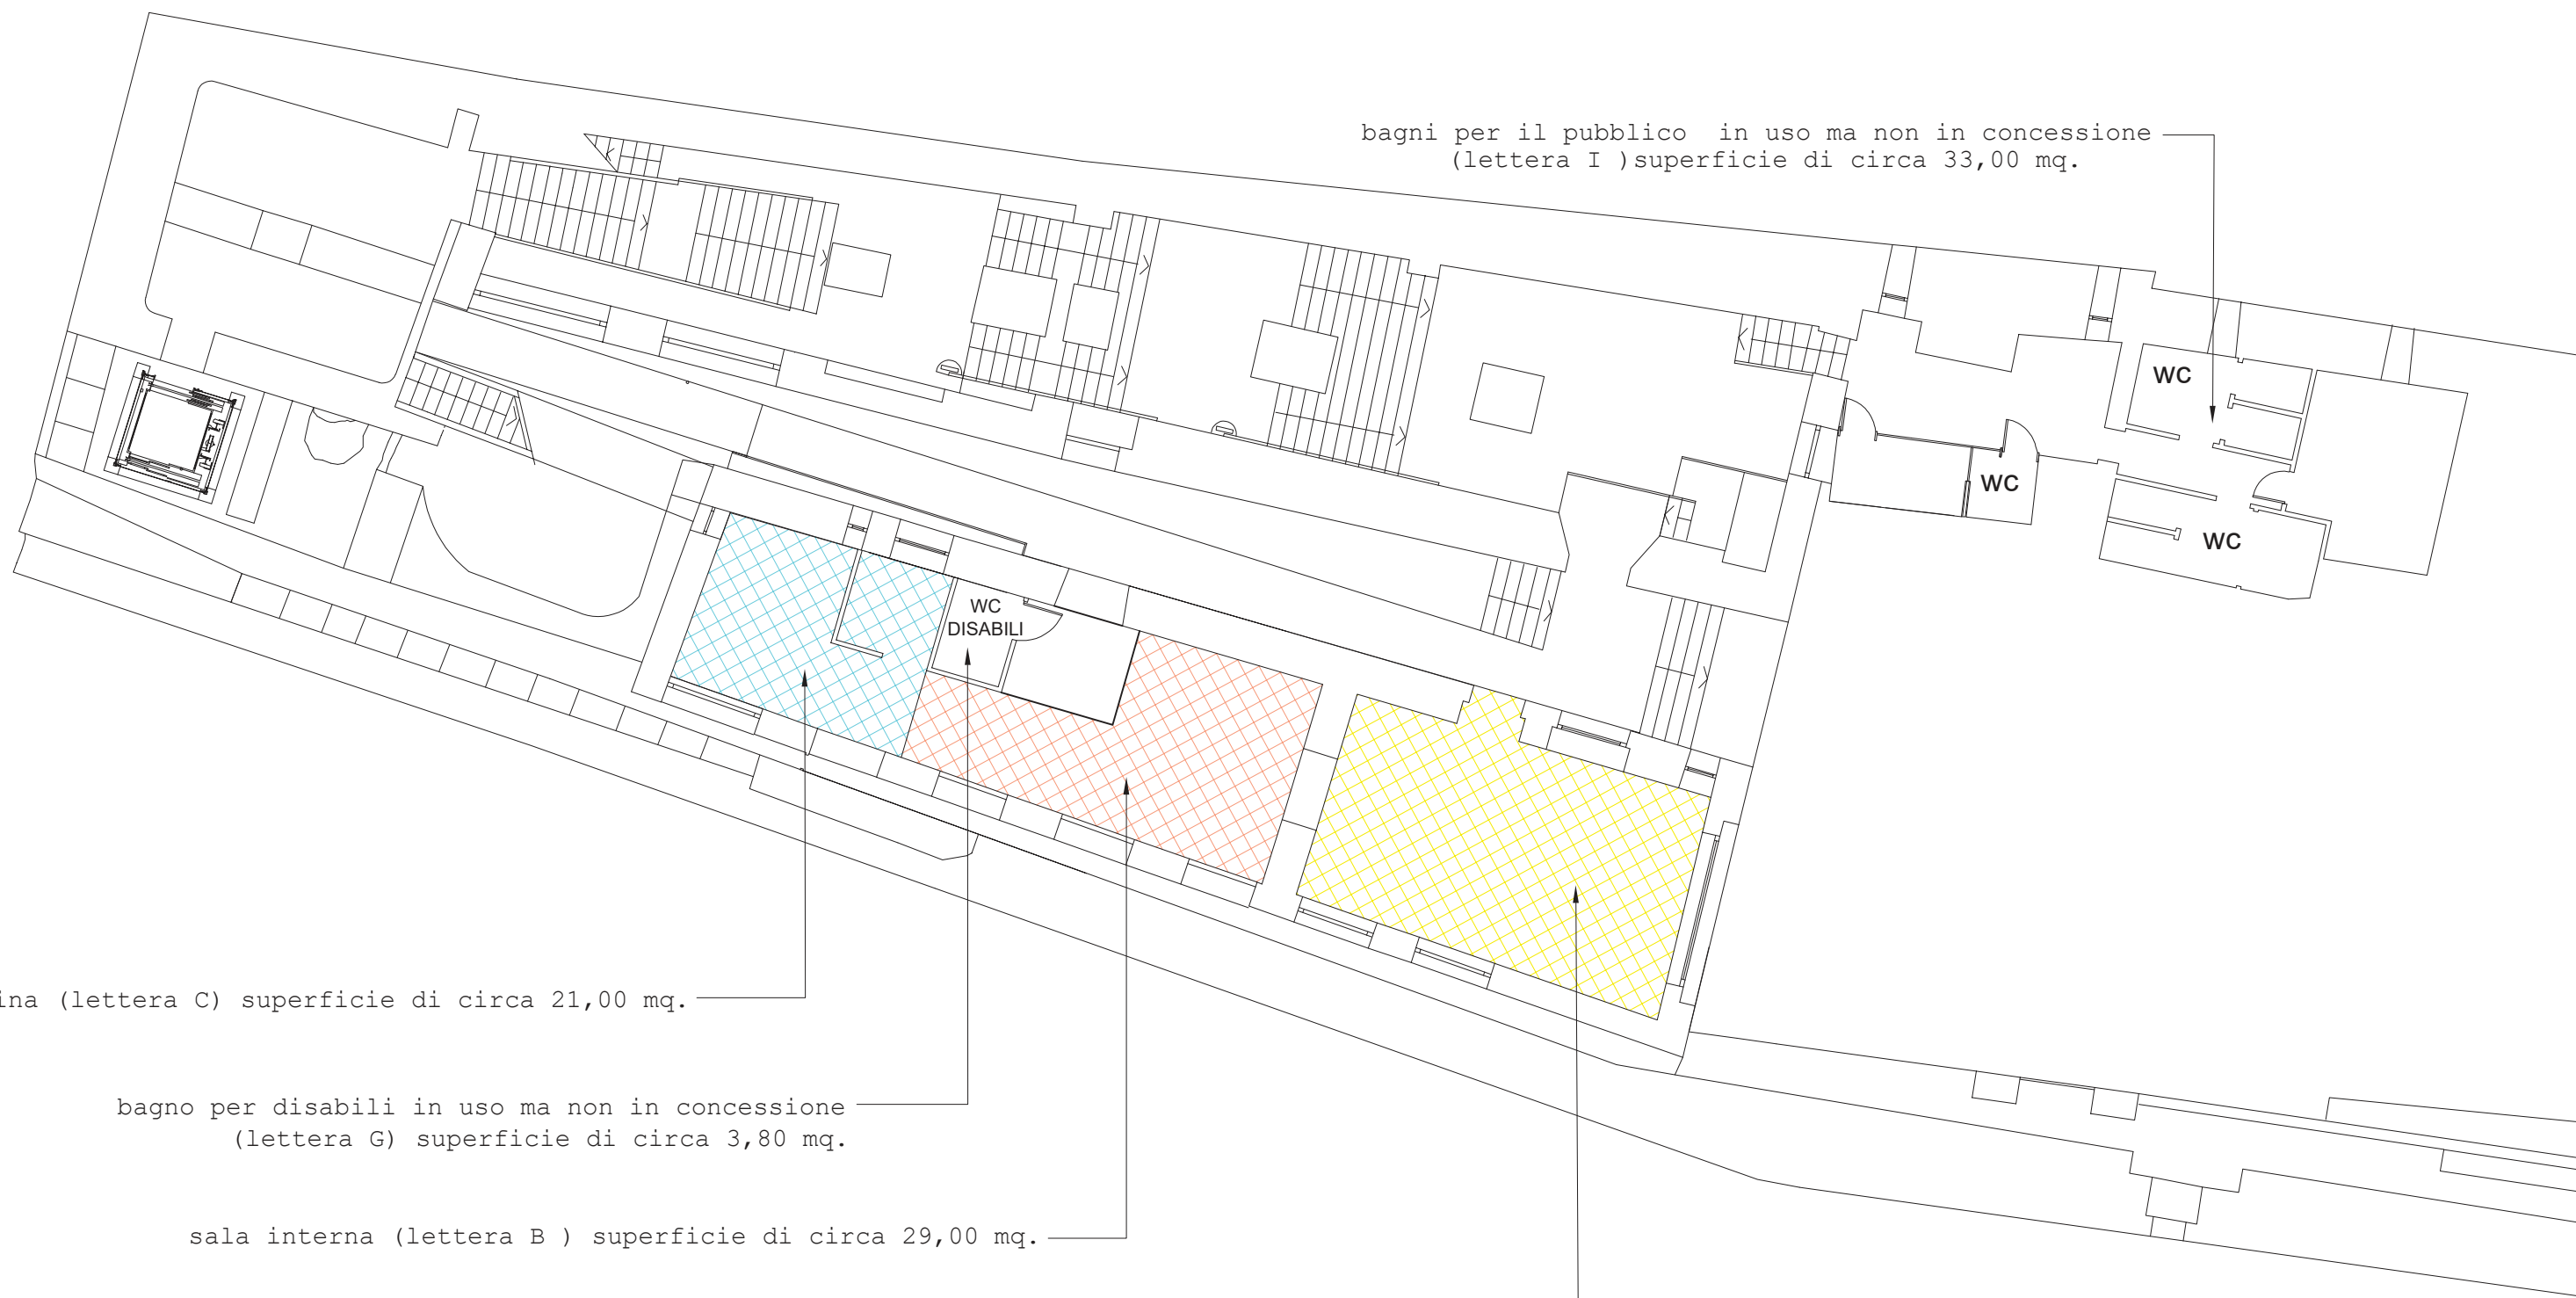 bagni per il pubblico in uso ma non in concessione
(lettera I )superficie di circa 33,00 mq.
WC
WC
WC
WC
DISABILI
(lettera C) superficie di circa 21,00 mq.
bagno per disabili in uso ma non in concessione
(lettera G) superficie di circa 3,80 mq.
sala interna (lettera B ) superficie di circa 29,00 mq.